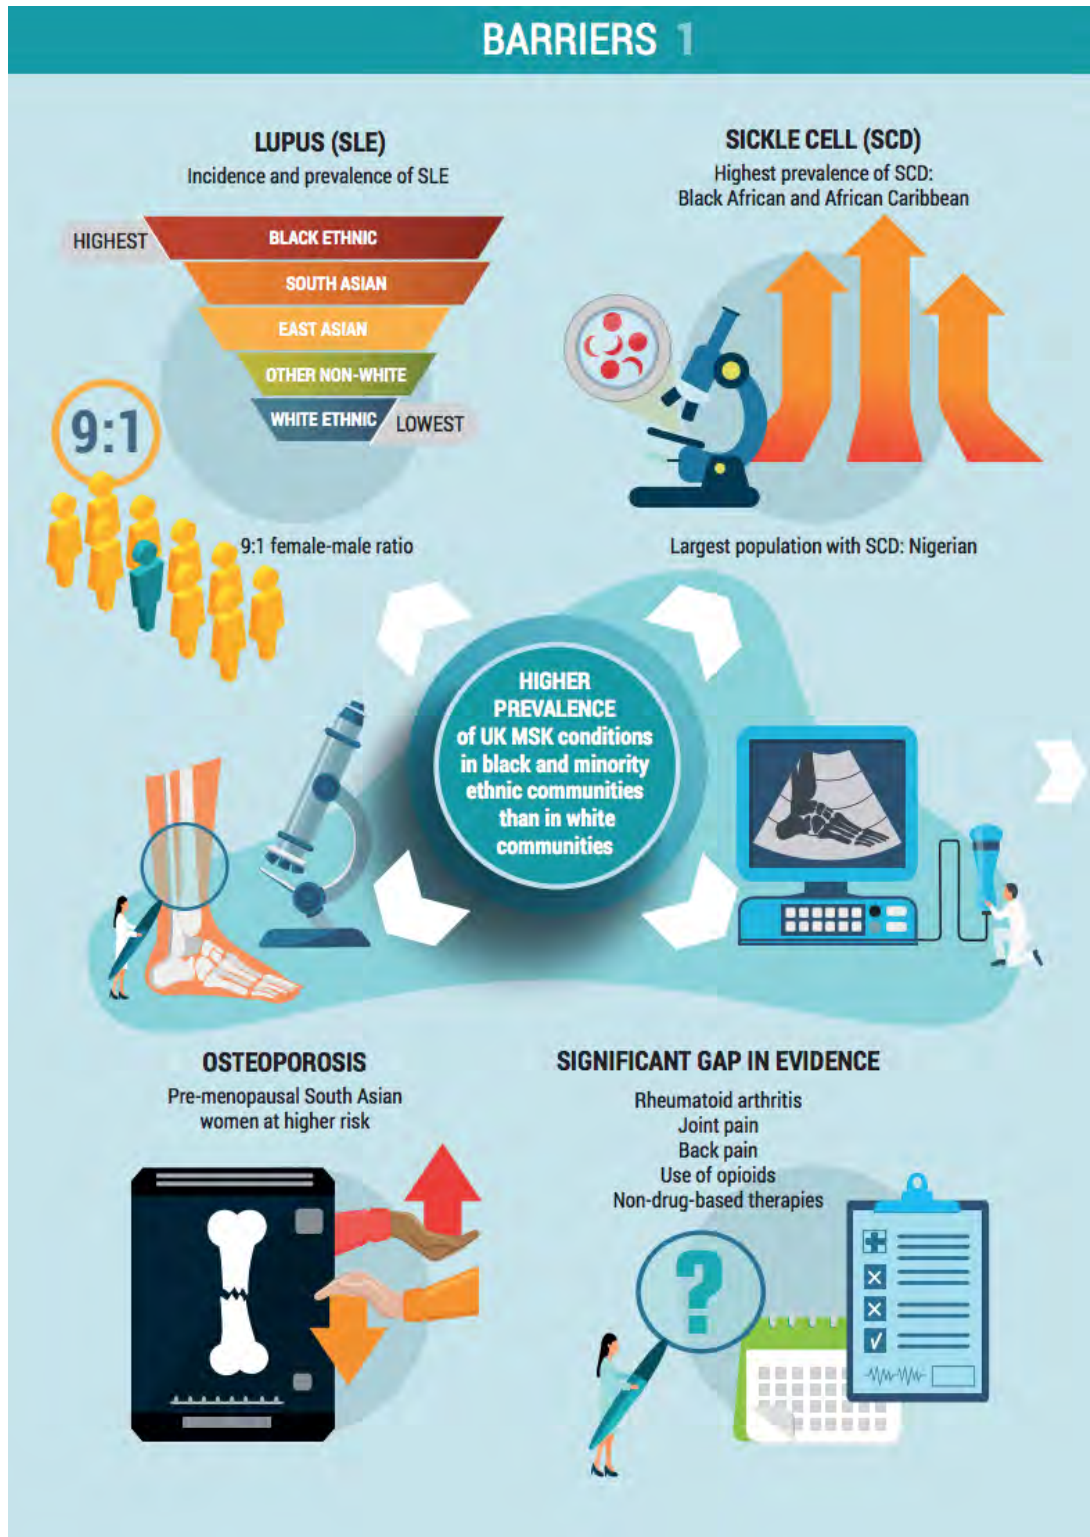 BARRIERS 1
LUPUS (SLE)
Incidence and prevalence of SLE
HIGHEST
BLACK ETHNIC
SOUTH ASIAN
EAST ASIAN
OTHER NON-WHITE
WHITE ETHNIC
LOWEST
9:1
9:1 female-male ratio
SICKLE CELL (SCD)
Highest prevalence of SCD:
Black African and African Caribbean
Largest population with SCD: Nigerian
HIGHER
PREVALENCE
of UK MSK conditions
in black and minority
ethnic communities
than in white
communities
OSTEOPOROSIS
Pre-menopausal South Asian
women at higher risk
SIGNIFICANT GAP IN EVIDENCE
Rheumatoid arthritis
Joint pain
Back pain
Use of opioids
Non-drug-based therapies
?